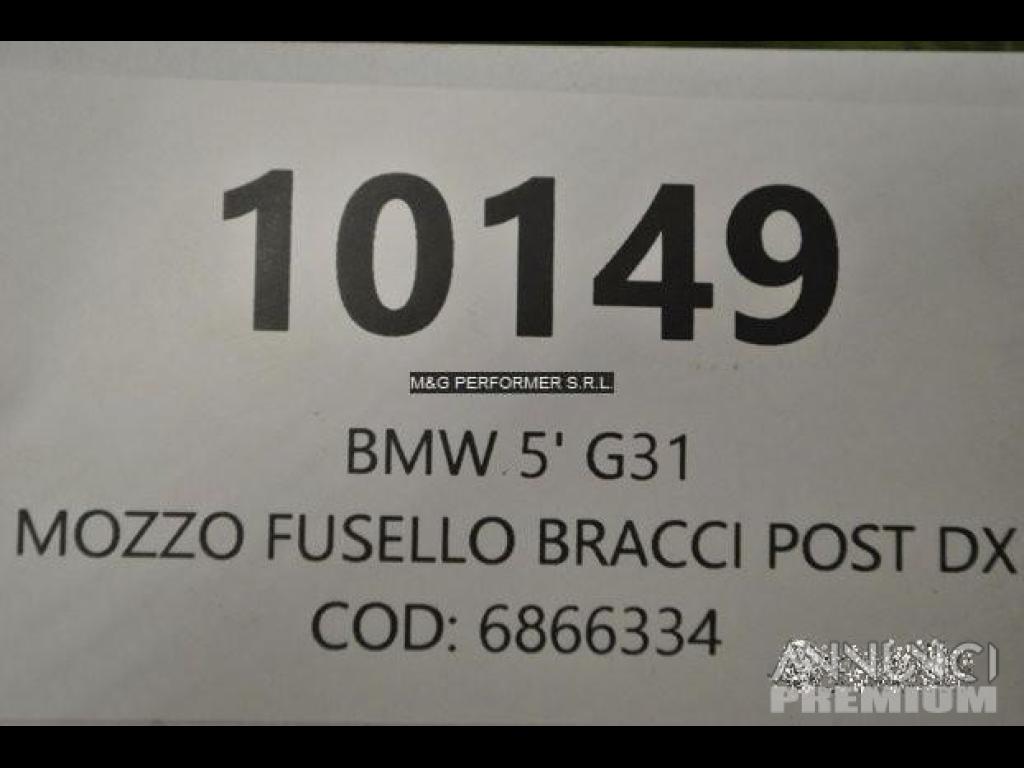 10149
M&G PERFORMER S.R.L.
BMW 5' G31
MOZZO FUSELLO BRACCI POST DX
COD: 6866334
ANNUNCI
PREMIUM